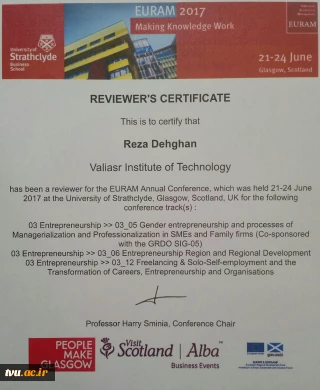 EURAM 2017
Making Knowledge Work
University of
Strathclyde
Business
School
EURAM
21-24 June
Glasgow, Scotland
REVIEWER'S CERTIFICATE
This is to certify that
Reza Dehghan
Valiasr Institute of Technology
has been a reviewer for the EURAM Annual Conference, which was held 21-24 June
2017 at the University of Strathclyde, Glasgow, Scotland, UK for the following
conference track(s) :
03 Entrepreneurship >> 03_05 Gender entrepreneurship and processes of
Managerialization and Professionalization in SMEs and Family firms (Co-sponsored
with the GRDO SIG-05)
03 Entrepreneurship >> 03_06 Entrepreneurship Region and Regional Development
03 Entrepreneurship >> 03_12 Freelancing & Solo-Self-employment and the
Transformation of Careers, Entrepreneurship and Organisations
Professor Harry Sminia, Conference Chair
PEOPLE
MAKE
GLASGOW
Visit
Scotland | Alba
Business Events
tvu.ac.ir